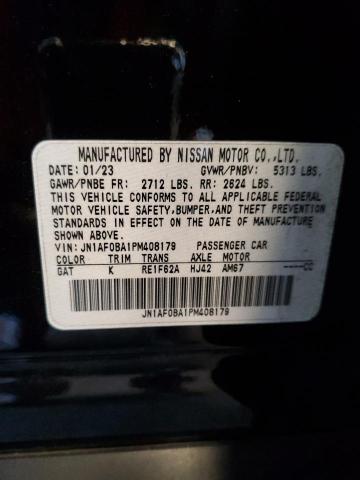 MANUFACTURED BY NISSAN MOTOR CO.,LTD.
DATE: 01/23 GVWR/PNBV: 5313 LBS.
GAWR/PNBE FR: 2712 LBS. RR: 2624 LBS.
THIS VEHICLE CONFORMS TO ALL APPLICABLE FEDERAL
MOTOR VEHICLE SAFETY,BUMPER,AND THEFT PREVENTION
STANDARDS IN EFFECT ON THE DATE OF MANUFACTURE
SHOWN ABOVE.
VIN: JN1AF0BA1PM408179 PASSENGER CAR
COLOR TRIM TRANS AXLE MOTOR
GAT K RE1F62A HJ42 AM67 -----CC
JN1AF0BA1PM408179